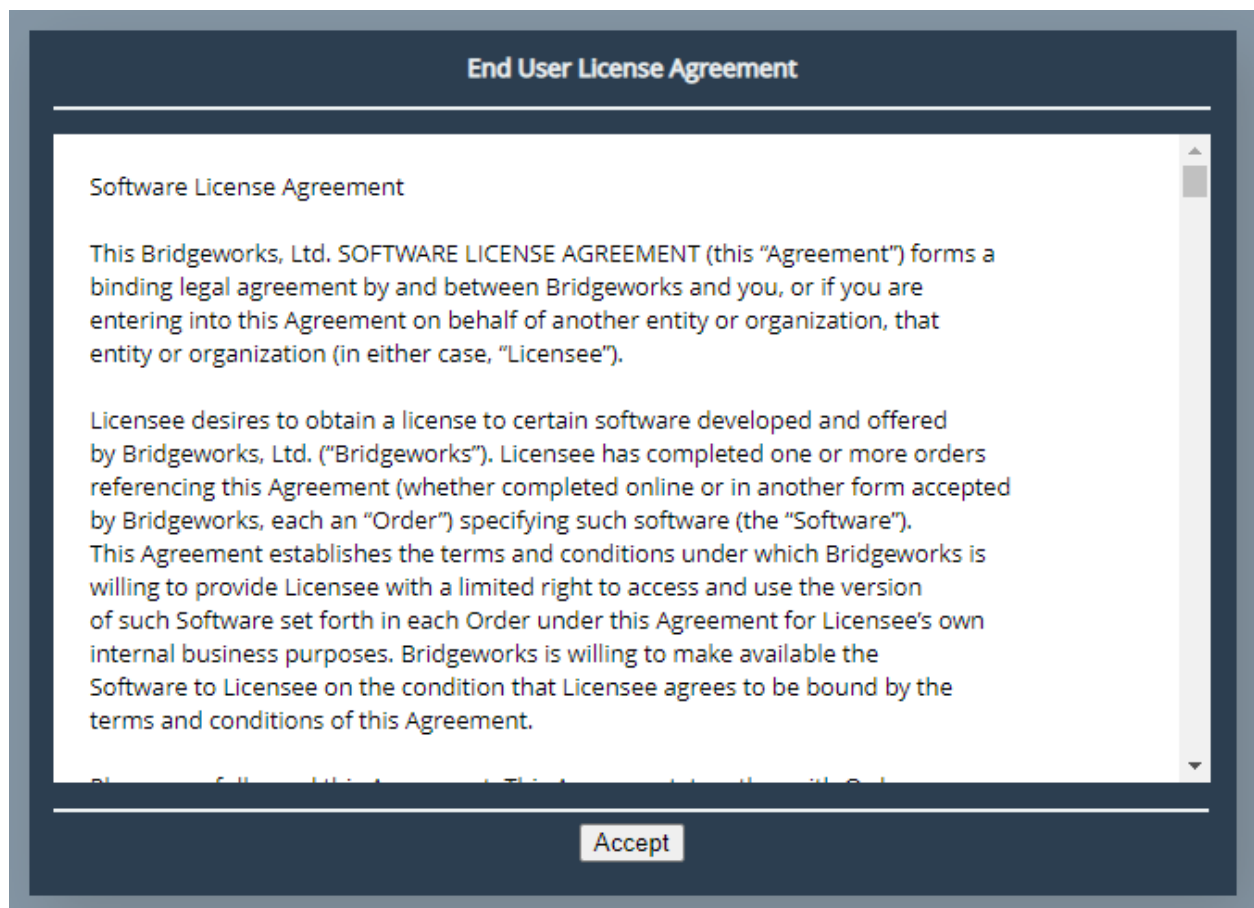 End User License Agreement
Software License Agreement
This Bridgeworks, Ltd. SOFTWARE LICENSE AGREEMENT (this “Agreement”) forms a
binding legal agreement by and between Bridgeworks and you, or if you are
entering into this Agreement on behalf of another entity or organization, that
entity or organization (in either case, “Licensee”).
Licensee desires to obtain a license to certain software developed and offered
by Bridgeworks, Ltd. (“Bridgeworks”). Licensee has completed one or more orders
referencing this Agreement (whether completed online or in another form accepted
by Bridgeworks, each an “Order”) specifying such software (the “Software”).
This Agreement establishes the terms and conditions under which Bridgeworks is
willing to provide Licensee with a limited right to access and use the version
of such Software set forth in each Order under this Agreement for Licensee’s own
internal business purposes. Bridgeworks is willing to make available the
Software to Licensee on the condition that Licensee agrees to be bound by the
terms and conditions of this Agreement.
Accept